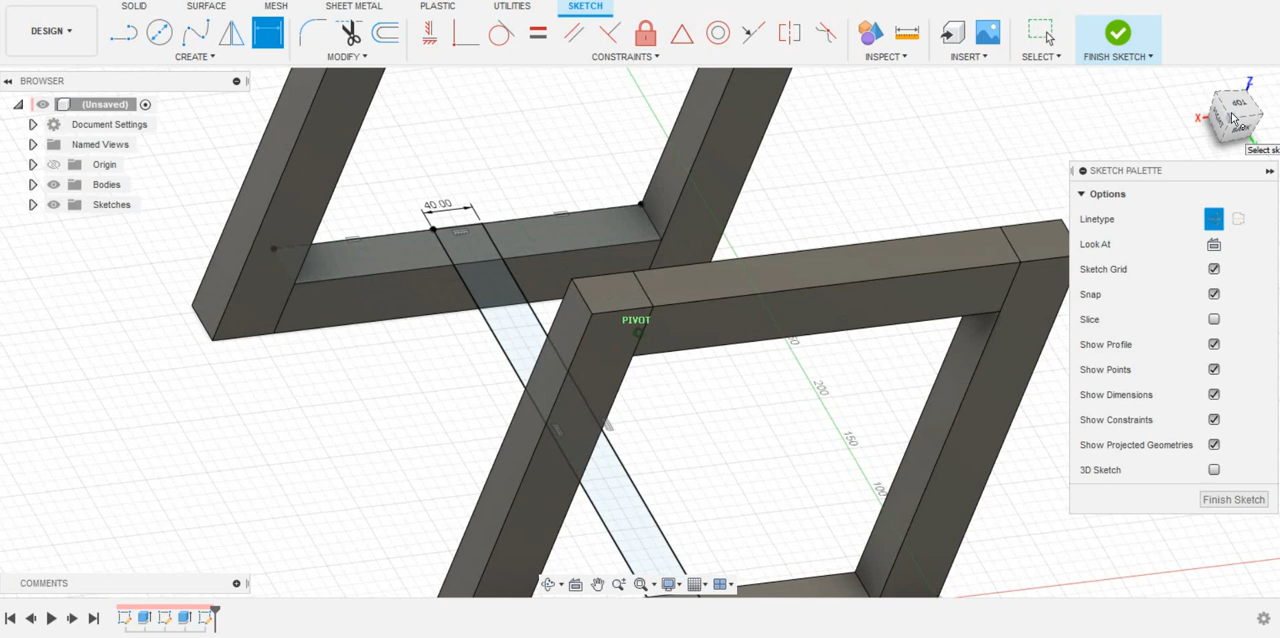 SOLID SURFACE MESH SHEET METAL PLASTIC UTILITIES SKETCH
DESIGN
CREATE MODIFY CONSTRAINTS INSPECT INSERT SELECT FINISH SKETCH
BROWSER
(Unsaved)
Document Settings
Named Views
Origin
Bodies
Sketches
Z
TOP
X
Select sk
SKETCH PALETTE
Options
Linetype
Look At
Sketch Grid
Snap
Slice
Show Profile
Show Points
Show Dimensions
Show Constraints
Show Projected Geometries
3D Sketch
Finish Sketch
40.00
PIVOT
200
150
100
COMMENTS